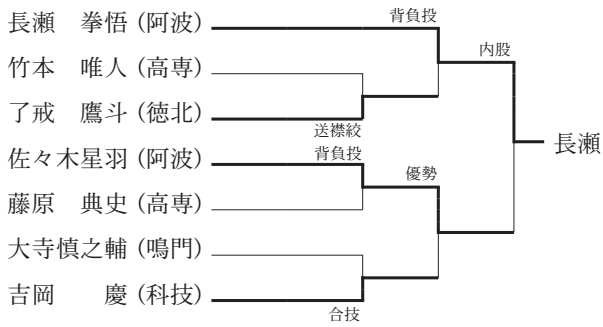 長瀬　拳悟（阿波）
竹本　唯人（高専）
了戒　鷹斗（徳北）
佐々木星羽（阿波）
藤原　典史（高専）
大寺慎之輔（鳴門）
吉岡　　慶（科技）
背負投
送襟絞
背負投
合技
内股
優勢
長瀬